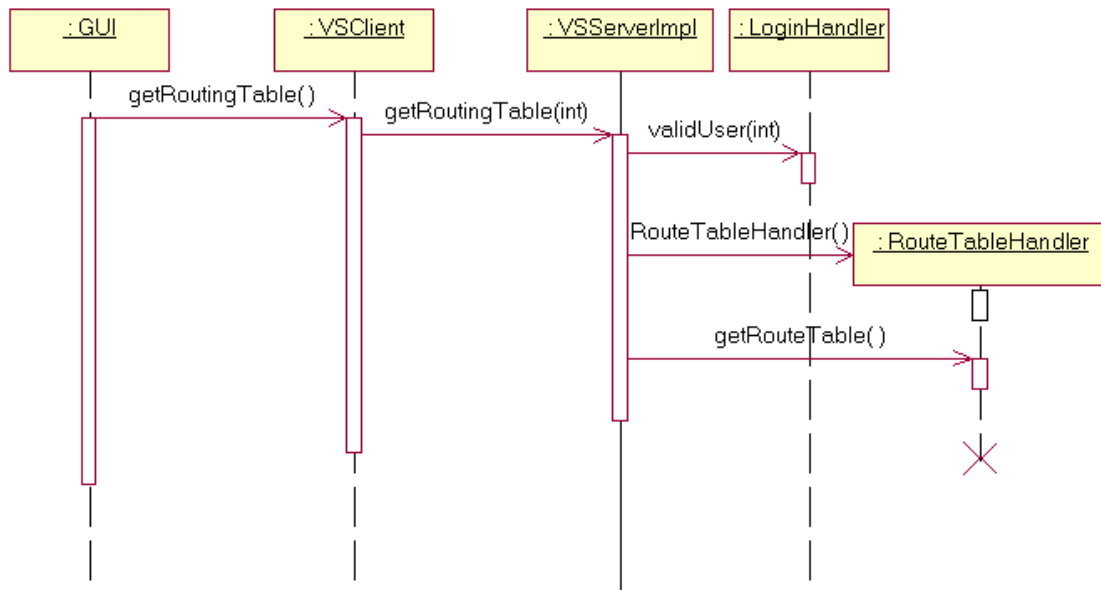 : GUI
: VSClient
: VSServerImpl
: LoginHandler
getRoutingTable( )
getRoutingTable(int)
validUser(int)
RouteTableHandler( )
: RouteTableHandler
getRouteTable( )